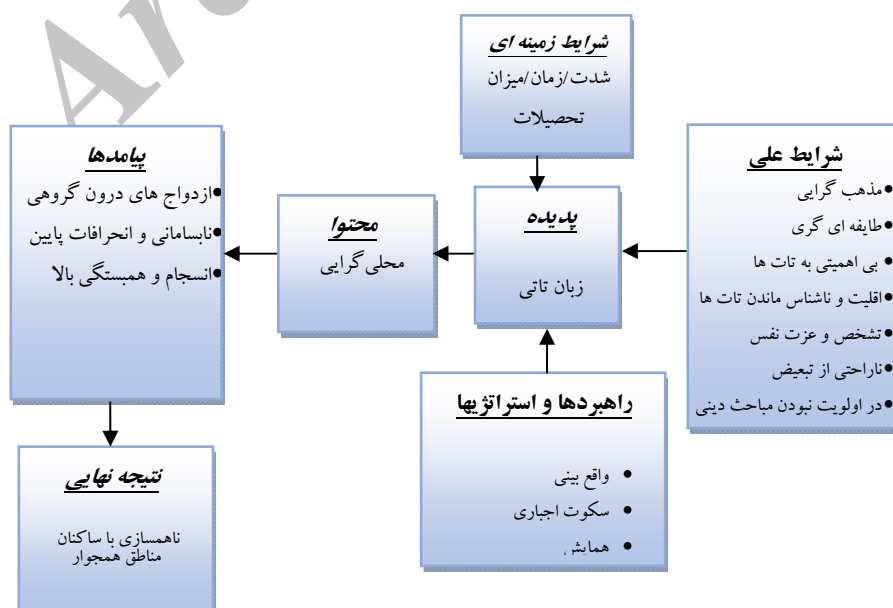 شرایط زمینه ای
شدت/زمان/میزان
تحصیلات
شرایط علی
●مذهب گرایی
●طایفه ای گری
● بی اهمیتی به تات ها
●اقلیت و ناشناس ماندن تات ها
●تشخص و عزت نفس
●ناراحتی از تبعیض
●در اولویت نبودن مباحث دینی
پدیده
زبان تاتی
محتوا
محلی گرایی
پیامدها
●ازدواج های درون گروهی
●نابسامانی و انحرافات پایین
●انسجام و همبستگی بالا
راهبردها و استراتژیها
● واقع بینی
● سکوت اجباری
● همایش
نتیجه نهایی
ناهمسازی با ساکنان
مناطق همجوار